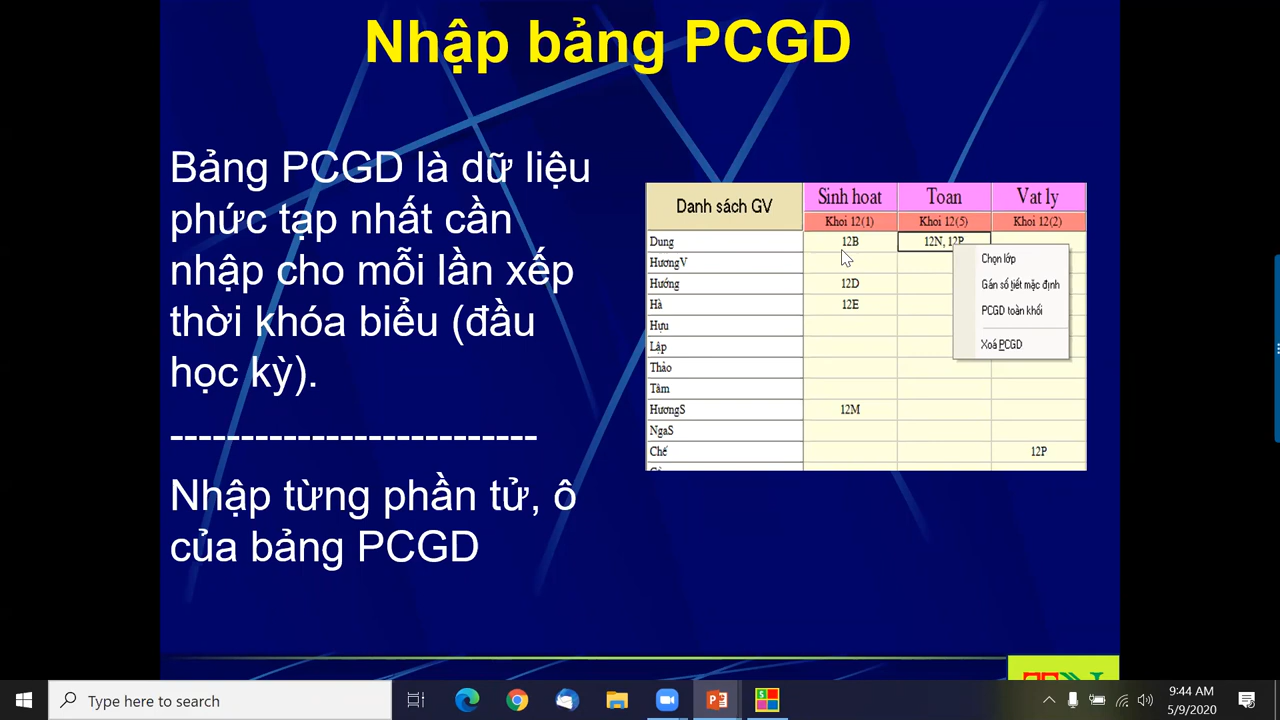 Nhập bảng PCGD
Bảng PCGD là dữ liệu
phức tạp nhất cần
nhập cho mỗi lần xếp
thời khóa biểu (đầu
học kỳ).
--------------------------
Nhập từng phần tử, ô
của bảng PCGD
Danh sách GV Sinh hoat Toan Vat ly
Khoi 12(1) Khoi 12(5) Khoi 12(2)
Dung 12B 12N, 12P
HươngV
Hướng 12D
Hà 12E
Hựu
Lập
Thảo
Tâm
HươngS 12M
NgaS
Chế 12P
Chọn lớp
Gán số tiết mặc định
PCGD toàn khối
Xoá PCGD
Type here to search
9:44 AM
5/9/2020